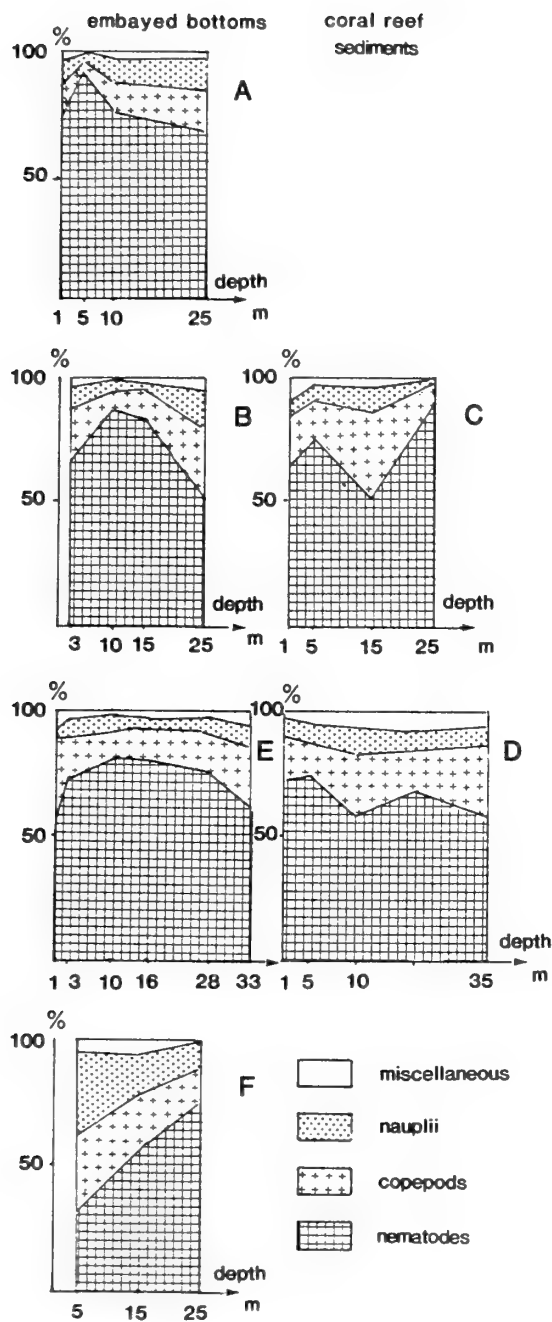 embayed bottoms coral reef
sediments
%
100
A
50
depth
1 5 10 25 m
% %
100 100
B C
50 50
depth depth
3 10 15 25 m 1 5 15 25 m
% %
100 100
E D
50 50
depth
1 3 10 16 28 33 1 5 10 35 m
%
100
F
50
depth
5 15 25 m
miscellaneous
nauplii
copepods
nematodes